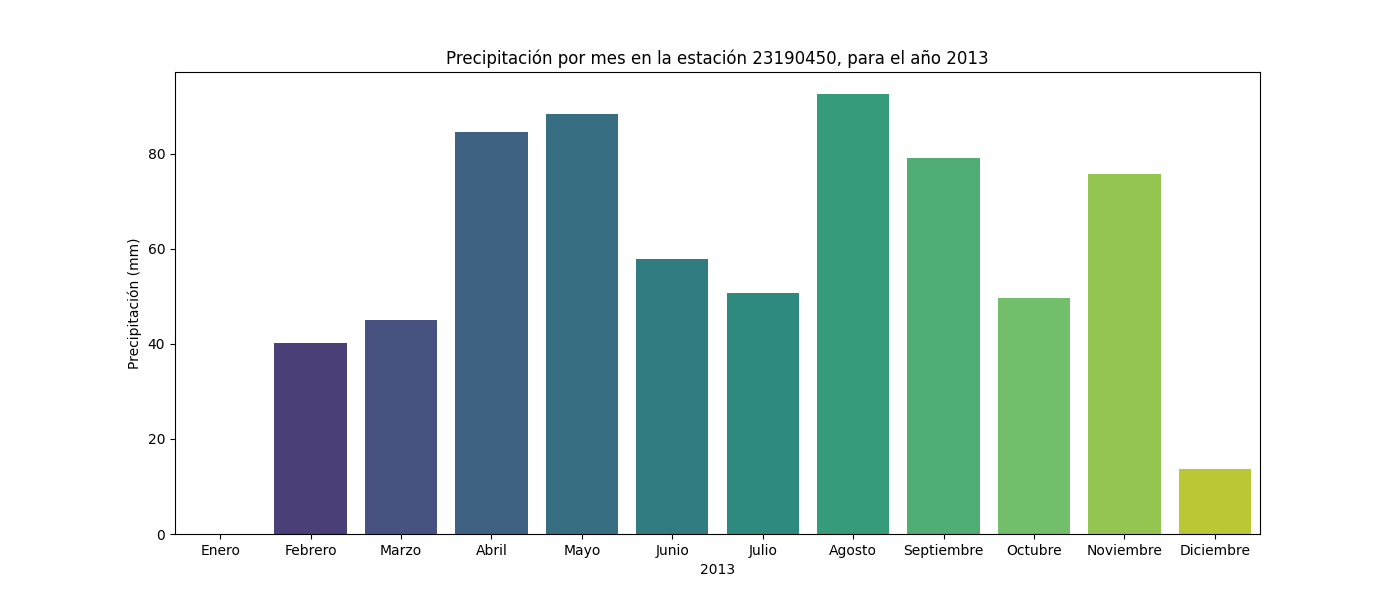 Precipitación por mes en la estación 23190450, para el año 2013
Precipitación (mm)
80
60
40
20
0
Enero Febrero Marzo Abril Mayo Junio Julio Agosto Septiembre Octubre Noviembre Diciembre
2013